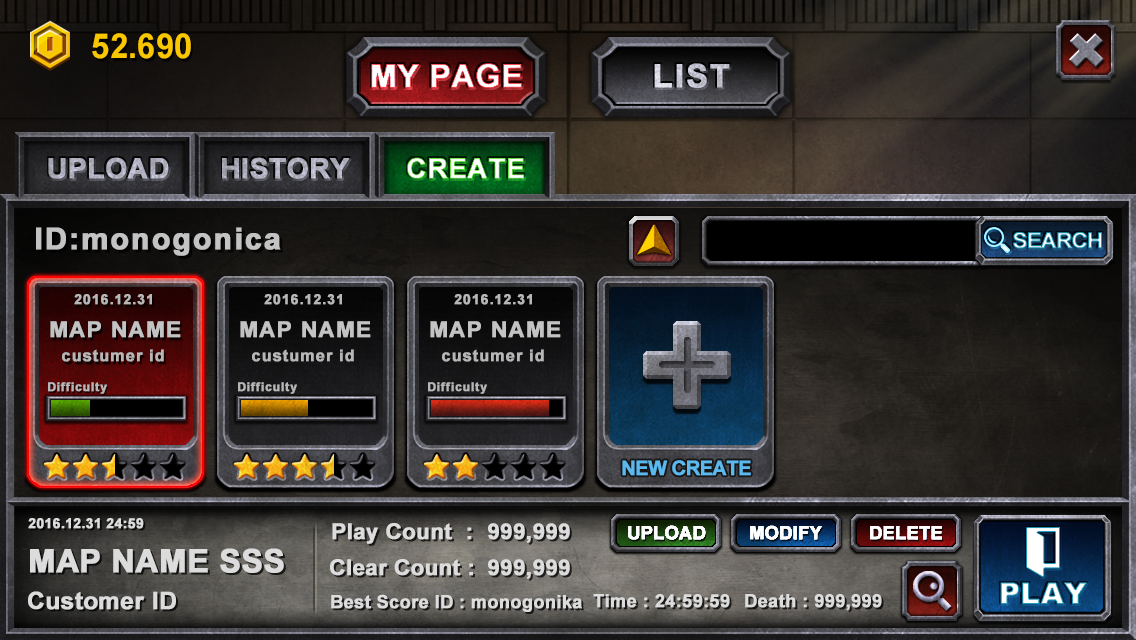 52.690
MY PAGE
LIST
UPLOAD
HISTORY
CREATE
ID:monogonica
SEARCH
2016.12.31
MAP NAME
custumer id
Difficulty
2016.12.31
MAP NAME
custumer id
Difficulty
2016.12.31
MAP NAME
custumer id
Difficulty
NEW CREATE
2016.12.31 24:59
MAP NAME SSS
Customer ID
Play Count : 999,999
Clear Count : 999,999
Best Score ID : monogonika Time : 24:59:59 Death : 999,999
UPLOAD
MODIFY
DELETE
PLAY